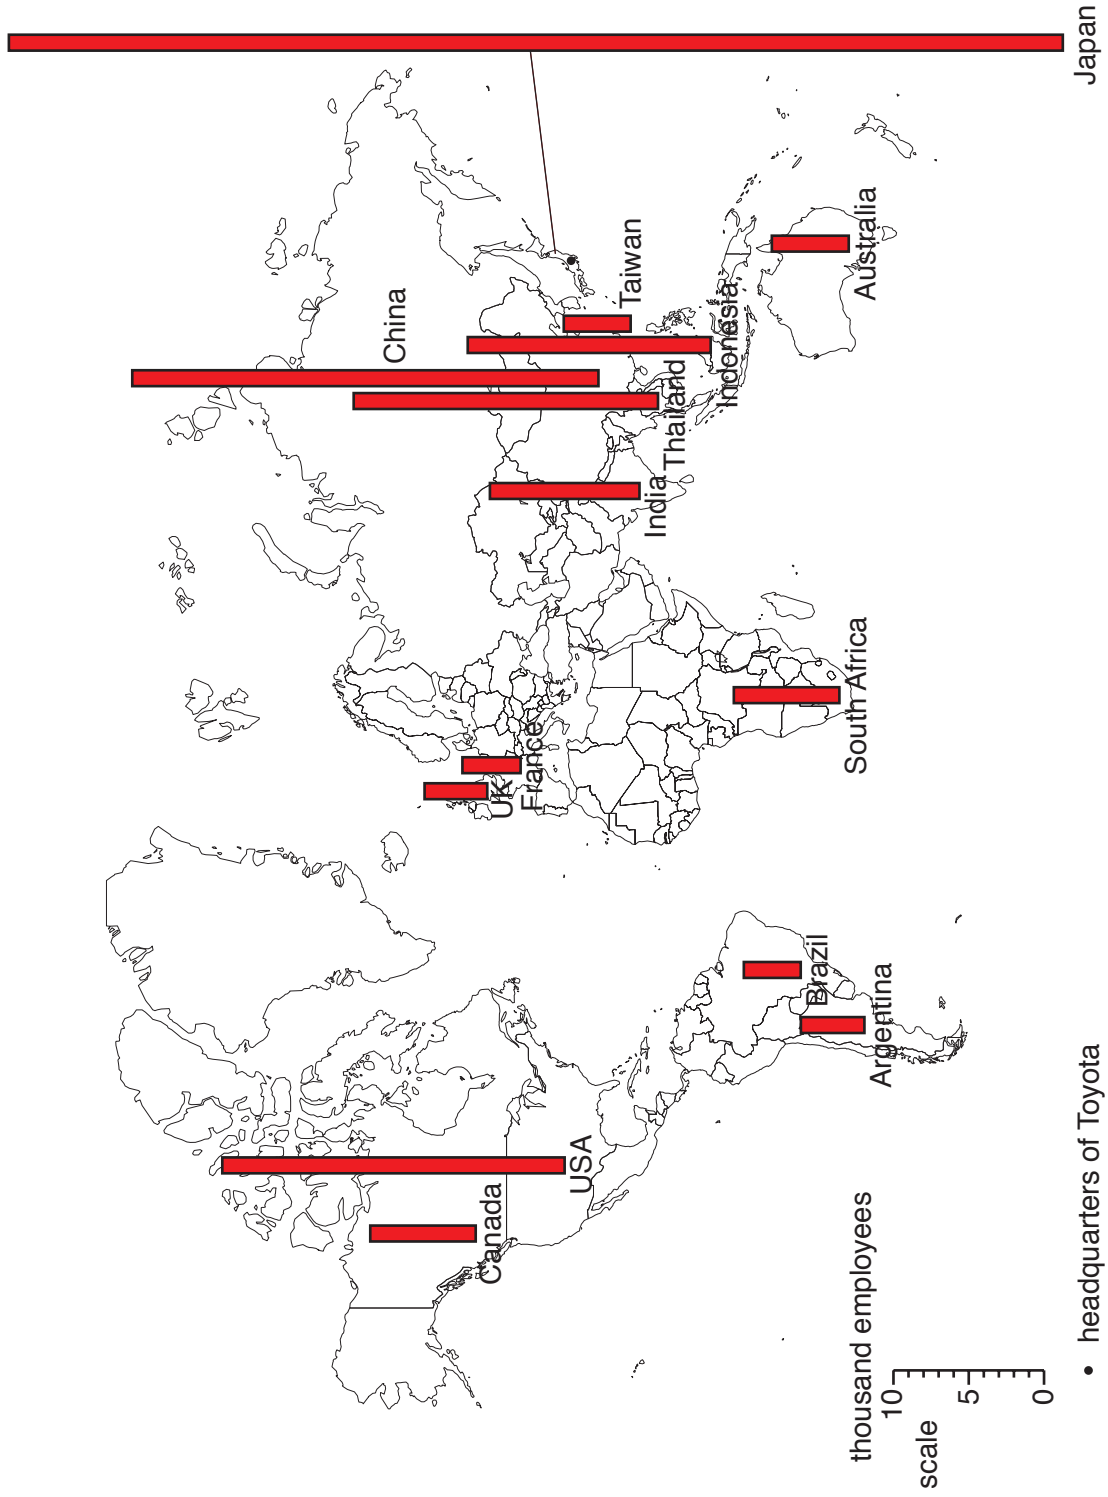 Japan
China
Taiwan
Australia
Indonesia
Thailand
India
UK
France
South Africa
Canada
USA
Brazil
Argentina
thousand employees
10
5
0
scale
• headquarters of Toyota